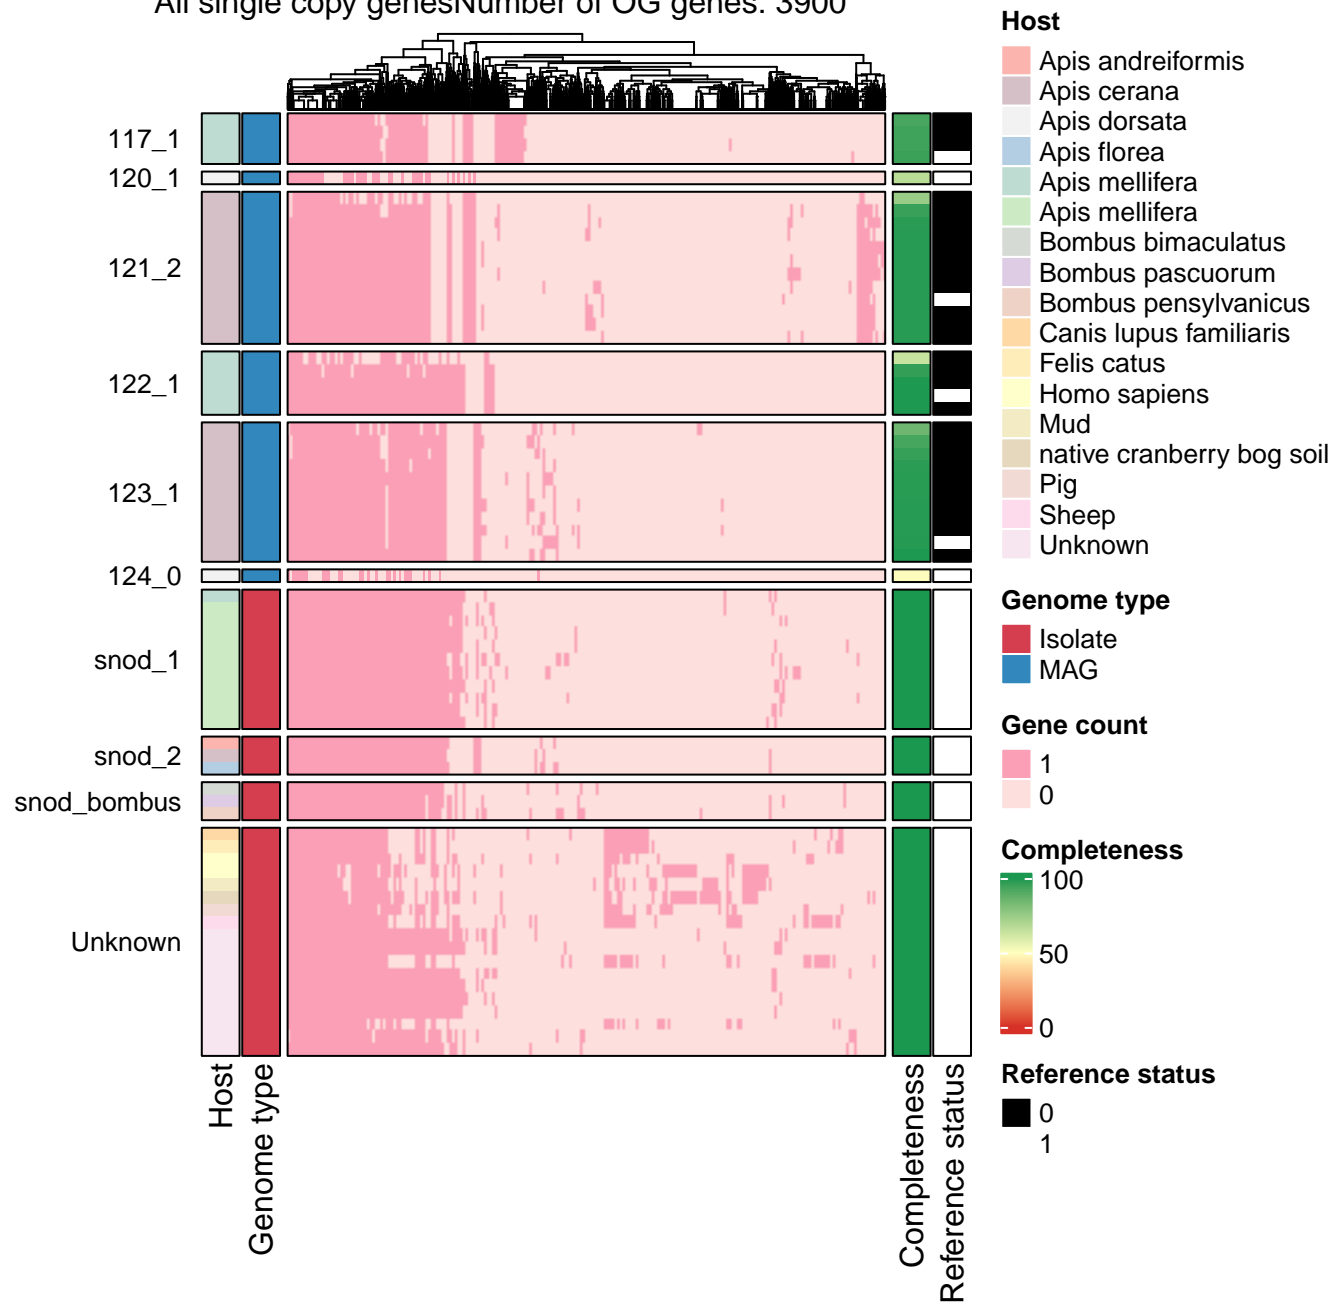 All single copy genesNumber of OG genes: 3900
117_1
120_1
121_2
122_1
123_1
124_0
snod_1
snod_2
snod_bombus
Unknown
Host
Genome type
Completeness
Reference status
Host
Apis andreiformis
Apis cerana
Apis dorsata
Apis florea
Apis mellifera
Apis mellifera
Bombus bimaculatus
Bombus pascuorum
Bombus pensylvanicus
Canis lupus familiaris
Felis catus
Homo sapiens
Mud
native cranberry bog soil
Pig
Sheep
Unknown
Genome type
Isolate
MAG
Gene count
1
0
Completeness
100
50
0
Reference status
0
1